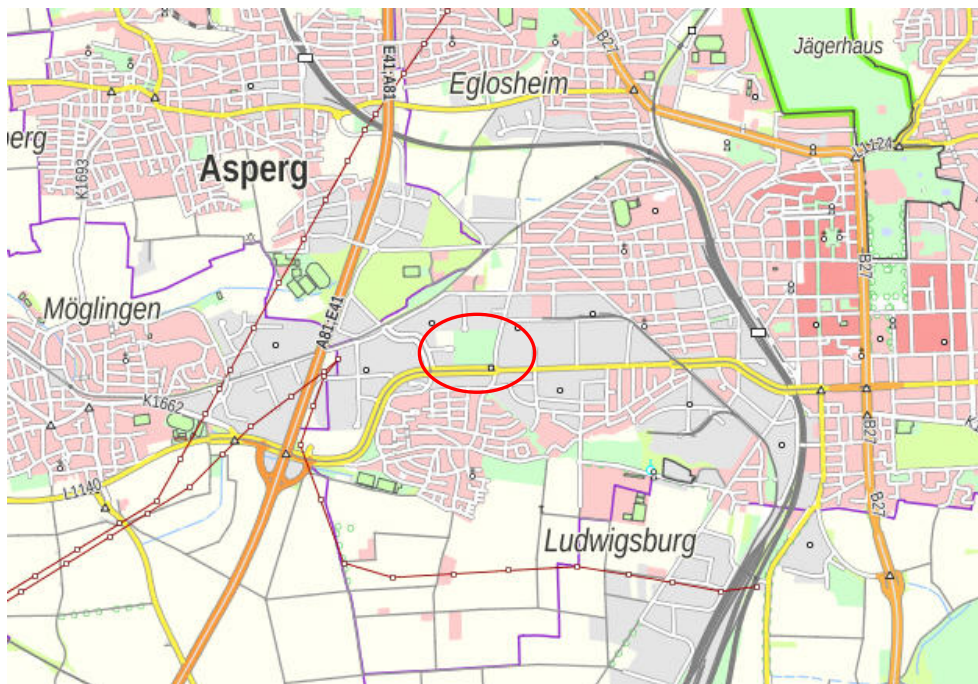 E41;A81
B27
Jägerhaus
Eglosheim
erg
K1693
Asperg
L1124
B27
Möglingen
A81;E41
K1662
B27
L1140
B27
Ludwigsburg